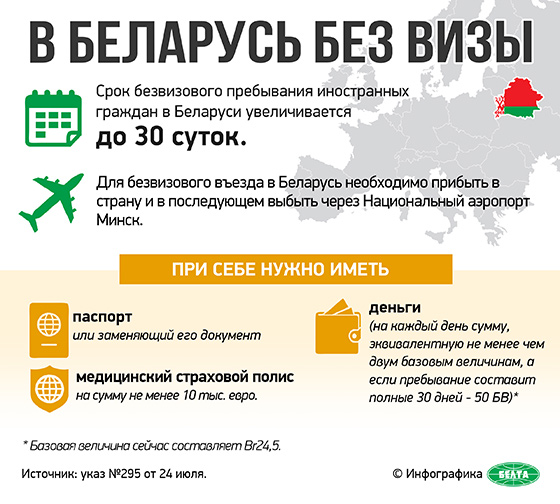 В БЕЛАРУСЬ БЕЗ ВИЗЫ
Срок безвизового пребывания иностранных
граждан в Беларуси увеличивается
до 30 суток.
Для безвизового въезда в Беларусь необходимо прибыть в
страну и в последующем выбыть через Национальный аэропорт
Минск.
ПРИ СЕБЕ НУЖНО ИМЕТЬ
паспорт
или заменяющий его документ
медицинский страховой полис
на сумму не менее 10 тыс. евро.
деньги
(на каждый день сумму,
эквивалентную не менее чем
двум базовым величинам, а
если пребывание составит
полные 30 дней - 50 БВ)*
* Базовая величина сейчас составляет Br24,5.
Источник: указ №295 от 24 июля.
© Инфографика БЕЛТА